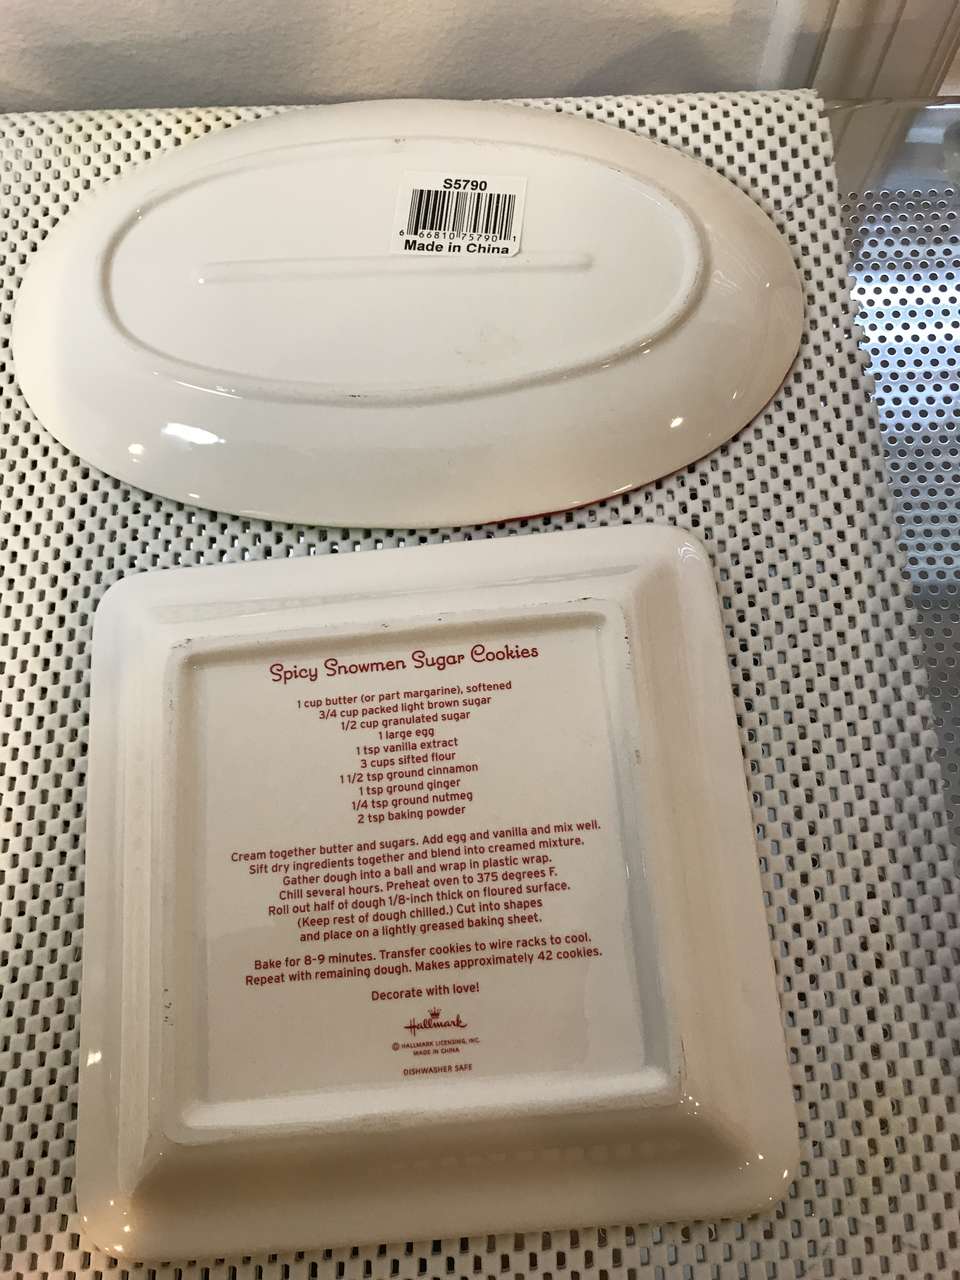 S5790
6 66810 75790 1
Made in China
Spicy Snowmen Sugar Cookies
1 cup butter (or part margarine), softened
3/4 cup packed light brown sugar
1/2 cup granulated sugar
1 large egg
1 tsp vanilla extract
3 cups sifted flour
1 1/2 tsp ground cinnamon
1 tsp ground ginger
1/4 tsp ground nutmeg
2 tsp baking powder
Cream together butter and sugars. Add egg and vanilla and mix well.
Sift dry ingredients together and blend into creamed mixture.
Gather dough into a ball and wrap in plastic wrap.
Chill several hours. Preheat oven to 375 degrees F.
Roll out half of dough 1/8-inch thick on floured surface.
(Keep rest of dough chilled.) Cut into shapes
and place on a lightly greased baking sheet.
Bake for 8-9 minutes. Transfer cookies to wire racks to cool.
Repeat with remaining dough. Makes approximately 42 cookies.
Decorate with love!
Hallmark
© HALLMARK LICENSING, INC.
MADE IN CHINA
DISHWASHER SAFE